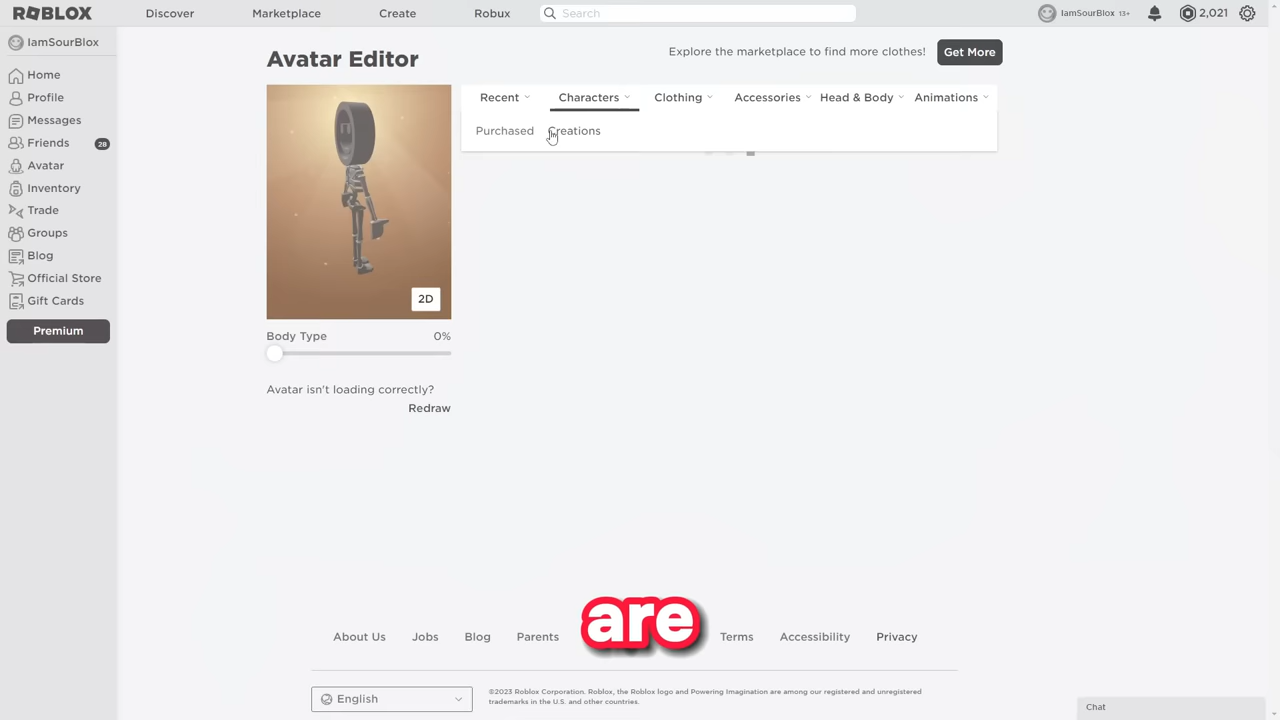 ROBLOX
Discover
Marketplace
Create
Robux
Search
IamSourBlox 13+
2,021
IamSourBlox
Home
Profile
Messages
Friends 28
Avatar
Inventory
Trade
Groups
Blog
Official Store
Gift Cards
Premium
Avatar Editor
Explore the marketplace to find more clothes!
Get More
Recent
Characters
Clothing
Accessories
Head & Body
Animations
Purchased
Creations
2D
Body Type 0%
Avatar isn't loading correctly?
Redraw
are
About Us
Jobs
Blog
Parents
Terms
Accessibility
Privacy
English
©2023 Roblox Corporation. Roblox, the Roblox logo and Powering Imagination are among our registered and unregistered
trademarks in the U.S. and other countries.
Chat